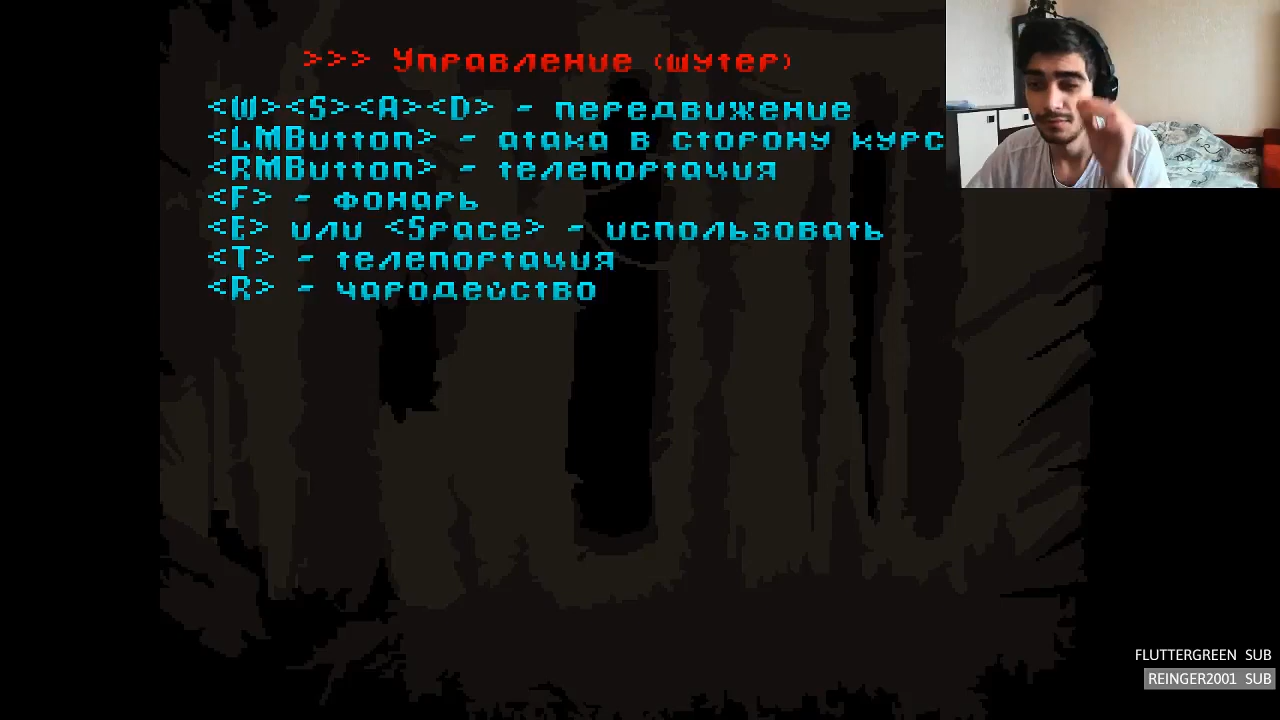 >>> Управление (шутер)
<W><S><A><D> - передвижение
<LMButton> - атака в сторону курс
<RMButton> - телепортация
<F> - фонарь
<E> или <Space> - использовать
<T> - телепортация
<R> - чародейство
FLUTTERGREEN SUB
REINGER2001 SUB